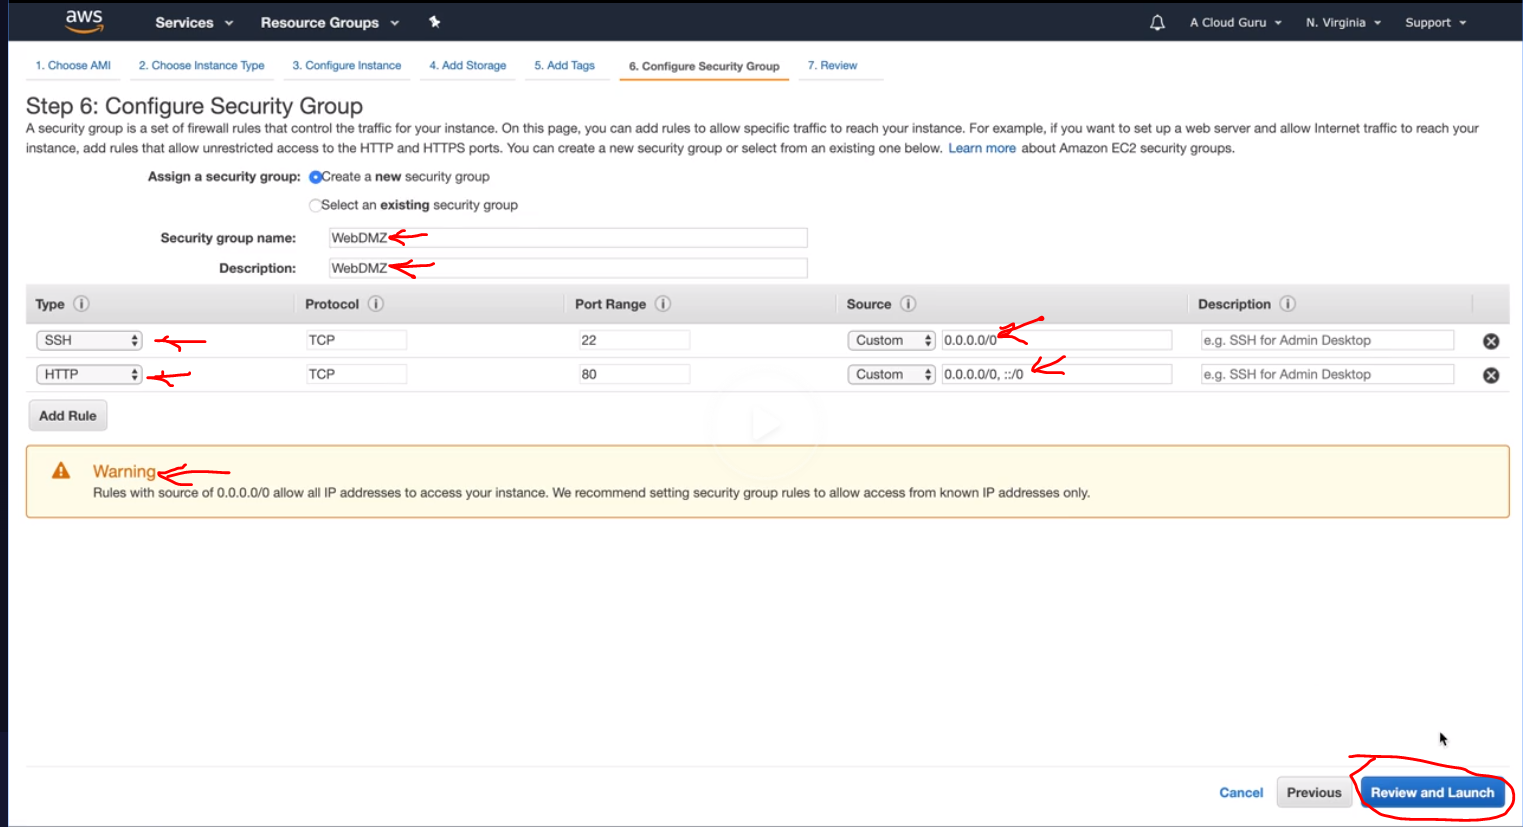 aws Services Resource Groups A Cloud Guru N. Virginia Support
1. Choose AMI 2. Choose Instance Type 3. Configure Instance 4. Add Storage 5. Add Tags 6. Configure Security Group 7. Review
Step 6: Configure Security Group
A security group is a set of firewall rules that control the traffic for your instance. On this page, you can add rules to allow specific traffic to reach your instance. For example, if you want to set up a web server and allow Internet traffic to reach your
instance, add rules that allow unrestricted access to the HTTP and HTTPS ports. You can create a new security group or select from an existing one below. Learn more about Amazon EC2 security groups.
Assign a security group: Create a new security group
Select an existing security group
Security group name: WebDMZ
Description: WebDMZ
Type i Protocol i Port Range i Source i Description i
SSH TCP 22 Custom 0.0.0.0/0 e.g. SSH for Admin Desktop
HTTP TCP 80 Custom 0.0.0.0/0, ::/0 e.g. SSH for Admin Desktop
Add Rule
Warning
Rules with source of 0.0.0.0/0 allow all IP addresses to access your instance. We recommend setting security group rules to allow access from known IP addresses only.
Cancel Previous Review and Launch